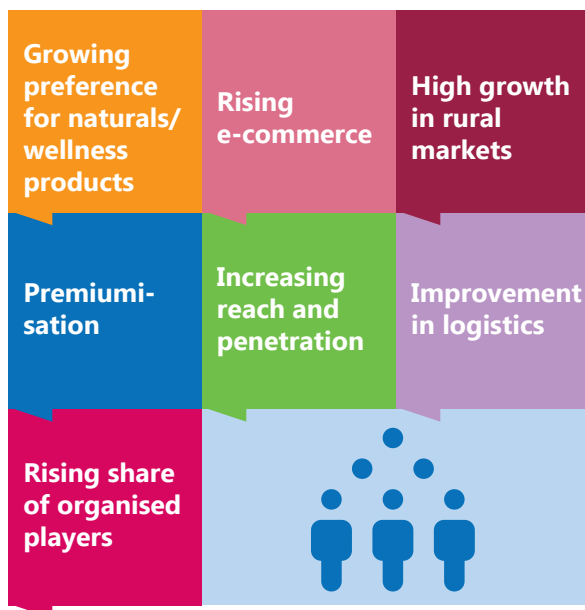 Growing
preference
for naturals/
wellness
products
Rising
e-commerce
High growth
in rural
markets
Premiumi-
sation
Increasing
reach and
penetration
Improvement
in logistics
Rising share
of organised
players